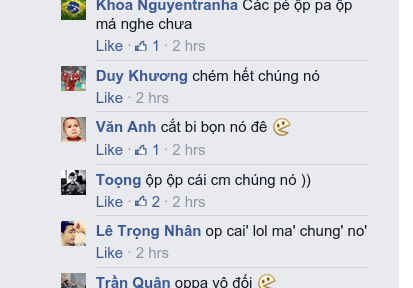 Khoa Nguyentranha Các pé ộp pa ộp
má nghe chưa
Like · 1 · 2 hrs
Duy Khương chém hết chúng nó
Like · 2 hrs
Văn Anh cắt bi bọn nó đê
Like · 1 · 2 hrs
Toọng ộp ộp cái cm chúng nó ))
Like · 2 · 2 hrs
Lê Trọng Nhân op cai' lol ma' chung' no'
Like · 2 hrs
Trần Quân oppa vô đối